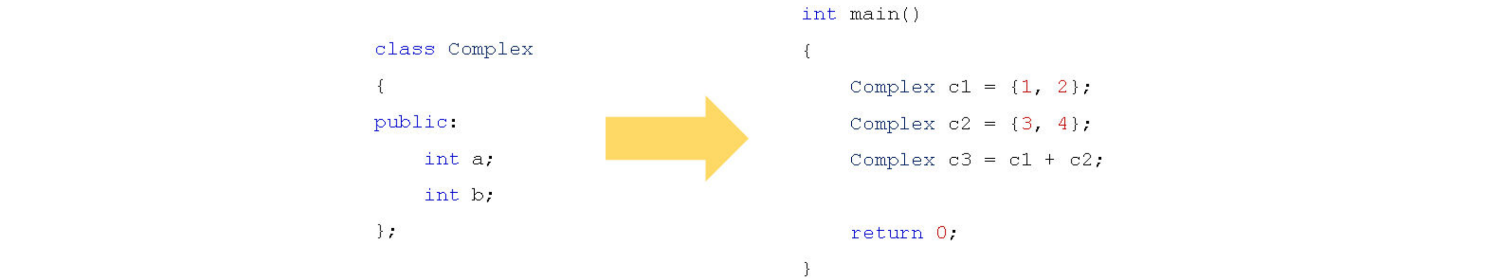 class Complex
{
public:
    int a;
    int b;
};
int main()
{
    Complex c1 = {1, 2};
    Complex c2 = {3, 4};
    Complex c3 = c1 + c2;
    return 0;
}